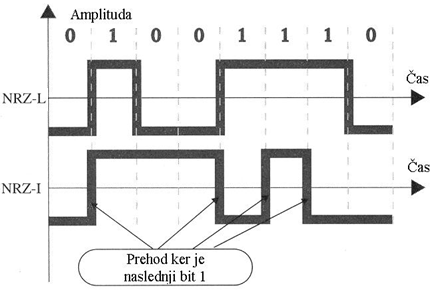 Amplituda
0 1 0 0 1 1 1 0
Čas
NRZ-L
Čas
NRZ-I
Prehod ker je
naslednji bit 1